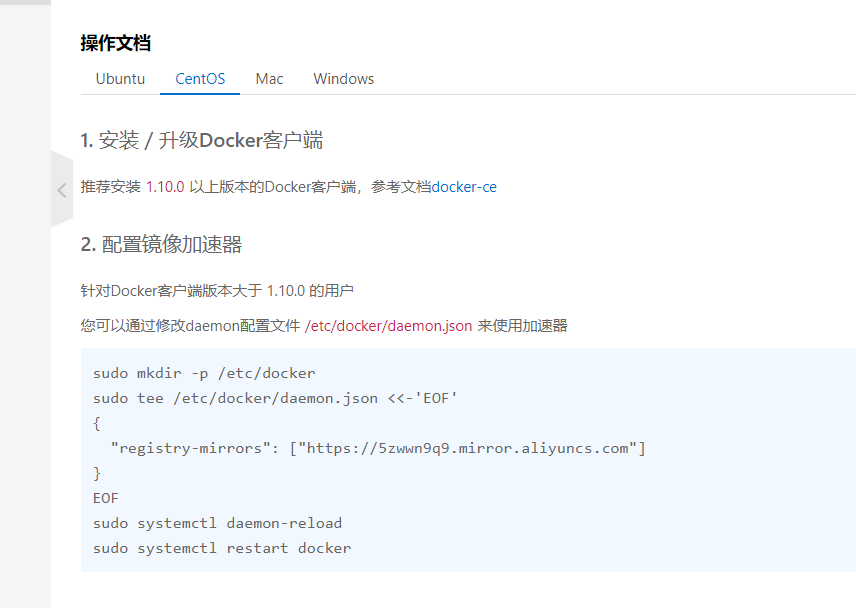 操作文档
Ubuntu CentOS Mac Windows
1. 安装 / 升级Docker客户端
推荐安装 1.10.0 以上版本的Docker客户端，参考文档docker-ce
2. 配置镜像加速器
针对Docker客户端版本大于 1.10.0 的用户
您可以通过修改daemon配置文件 /etc/docker/daemon.json 来使用加速器
sudo mkdir -p /etc/docker
sudo tee /etc/docker/daemon.json <<-'EOF'
{
  "registry-mirrors": ["https://5zwwn9q9.mirror.aliyuncs.com"]
}
EOF
sudo systemctl daemon-reload
sudo systemctl restart docker